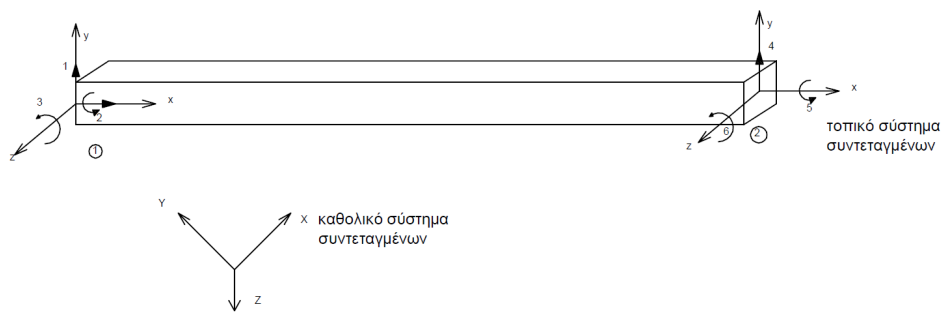 y
1
3
x
2
z
1
y
4
x
5
6
z
2
τοπικό σύστημα
συντεταγμένων
Y
X
καθολικό σύστημα
συντεταγμένων
Z